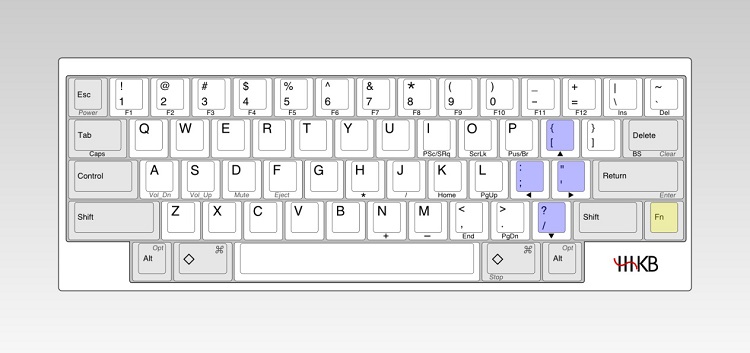 Esc ! @ # $ % ^ & * ( ) _ + | ~
1 2 3 4 5 6 7 8 9 0 - = \ `
Power F1 F2 F3 F4 F5 F6 F7 F8 F9 F10 F11 F12 Ins Del
Tab Q W E R T Y U I O P { [ } ] Delete
Caps PSc/SRq ScrLk Pus/Br ▲ BS Clear
Control A S D F G H J K L : ; " ' Return
Vol_Dn Vol_Up Mute Eject * / Home PgUp ◀ ▶ Enter
Shift Z X C V B N M < , > . ? / Shift Fn
+ – End PgDn ▼
Opt ⌘ ⌘ Opt
Alt ◇ ◇ Alt
Stop
HHKB